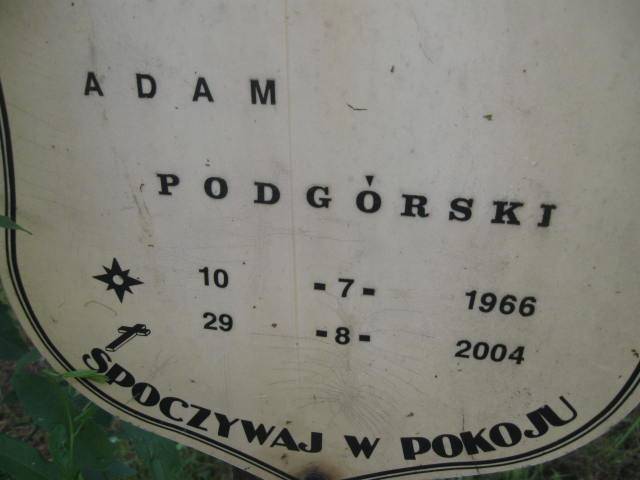 ADAM
PODGÓRSKI
10 -7- 1966
29 -8- 2004
SPOCZYWAJ W POKOJU